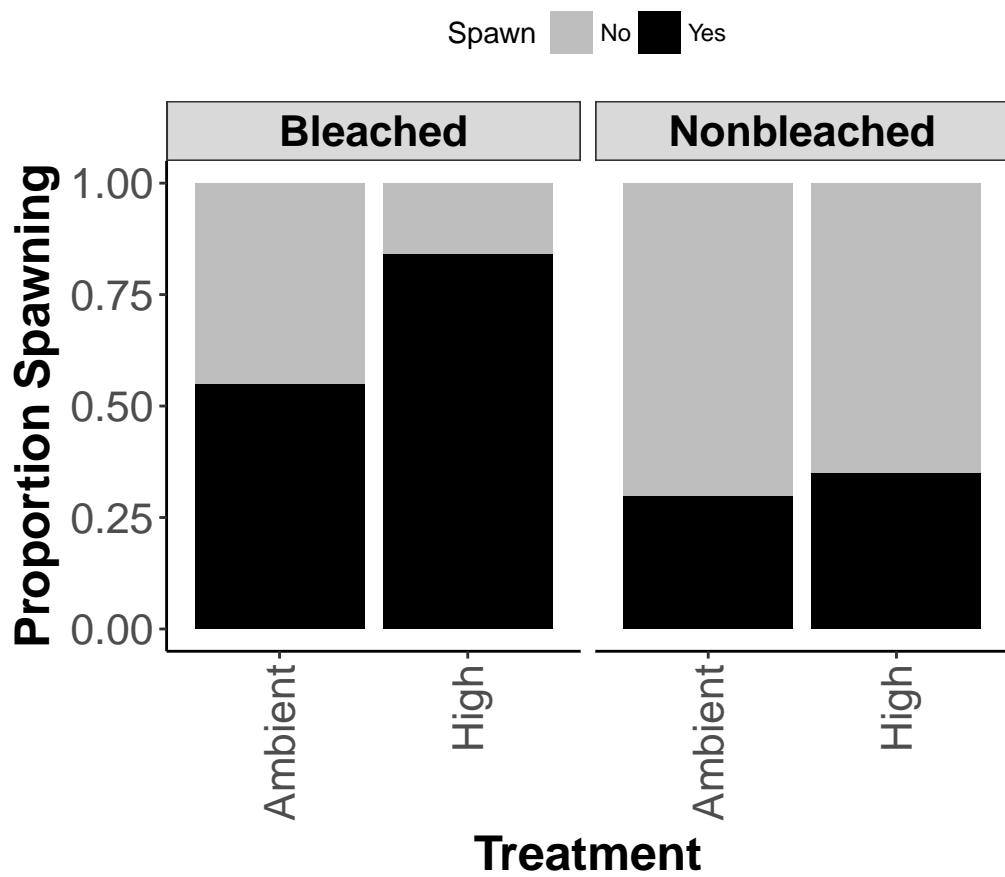 Spawn No Yes
Bleached Nonbleached
Proportion Spawning
1.00
0.75
0.50
0.25
0.00
Ambient High Ambient High
Treatment